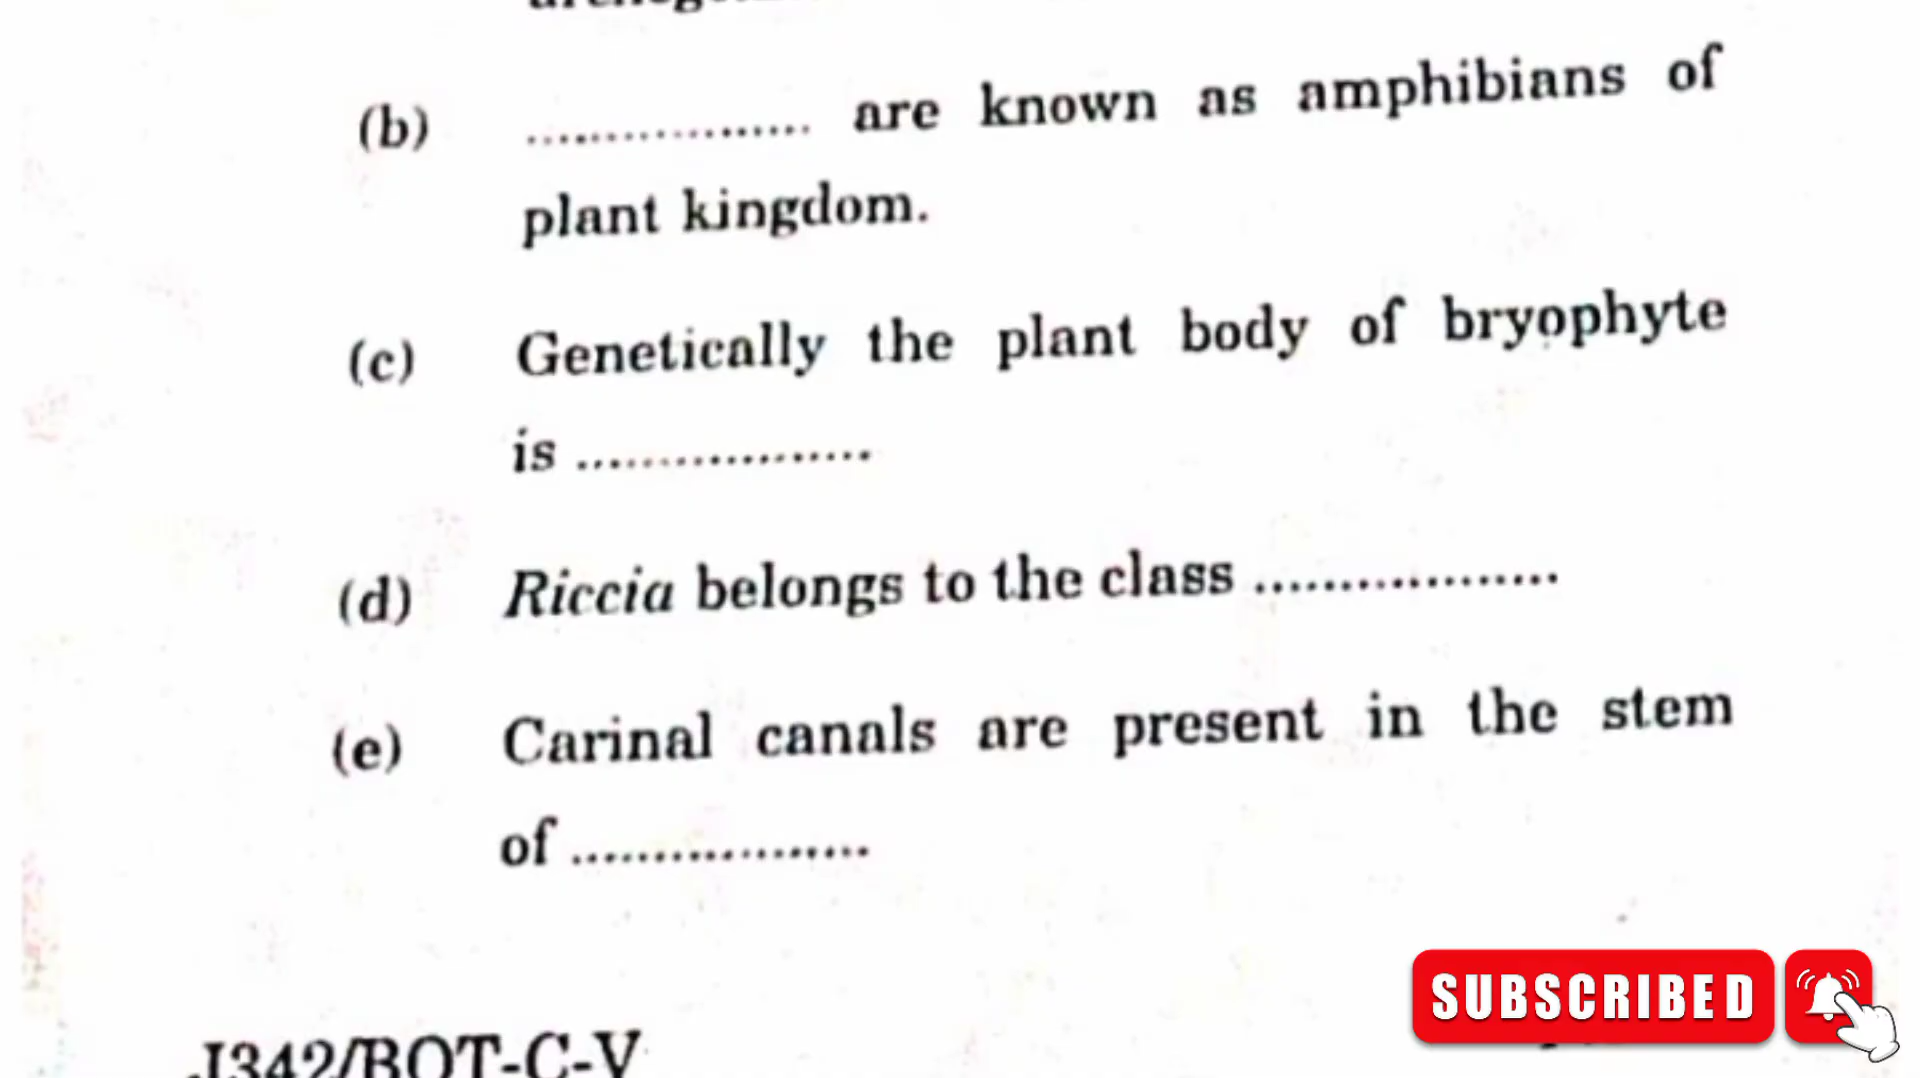 (b) .................. are known as amphibians of
plant kingdom.
(c) Genetically the plant body of bryophyte
is ..................
(d) Riccia belongs to the class ..................
(e) Carinal canals are present in the stem
of ..................
SUBSCRIBED
J342/BOT-C-V